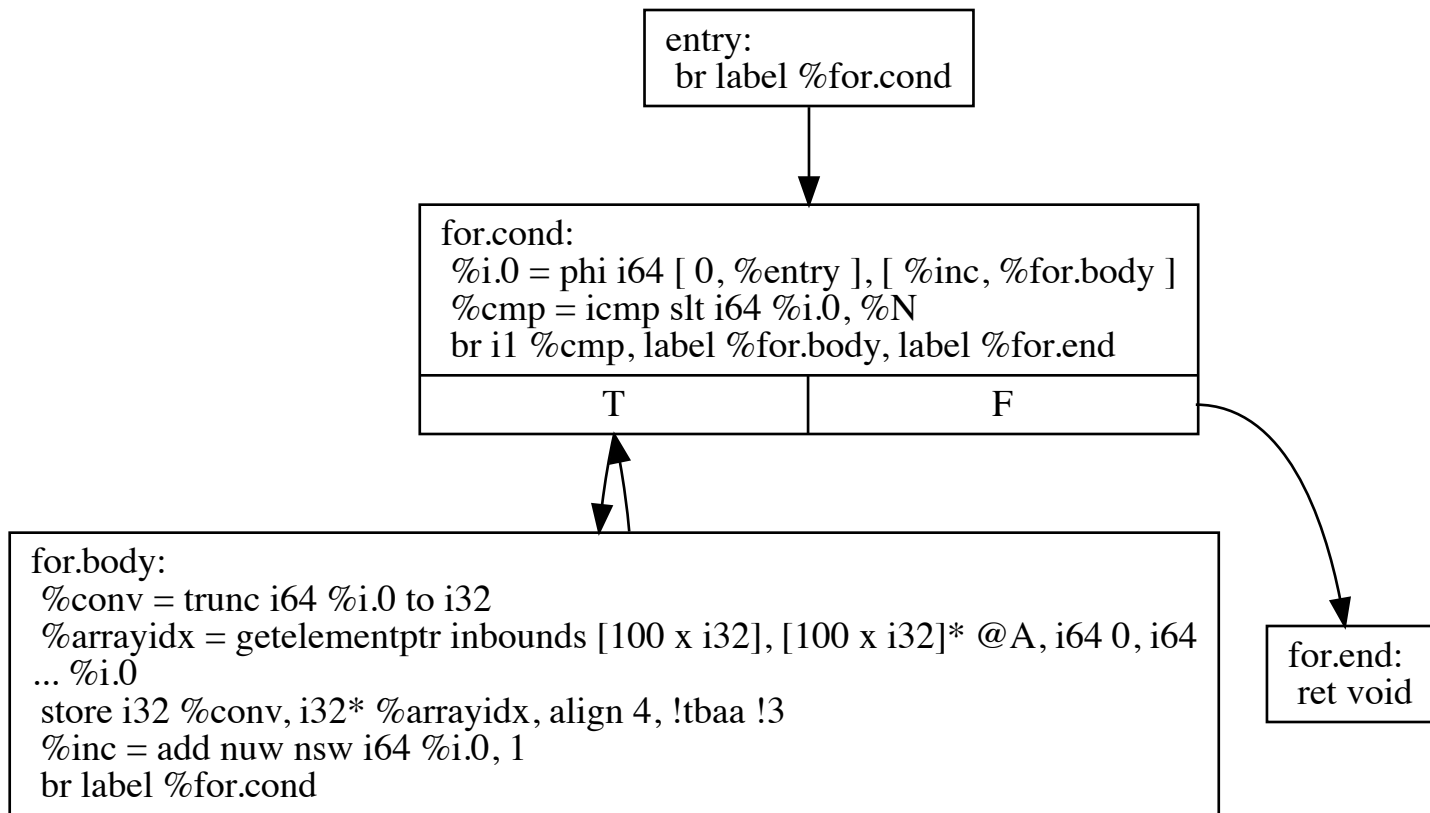 entry:
br label %for.cond
for.cond:
%i.0 = phi i64 [ 0, %entry ], [ %inc, %for.body ]
%cmp = icmp slt i64 %i.0, %N
br i1 %cmp, label %for.body, label %for.end
T
F
for.body:
%conv = trunc i64 %i.0 to i32
%arrayidx = getelementptr inbounds [100 x i32], [100 x i32]* @A, i64 0, i64
... %i.0
store i32 %conv, i32* %arrayidx, align 4, !tbaa !3
%inc = add nuw nsw i64 %i.0, 1
br label %for.cond
for.end:
ret void